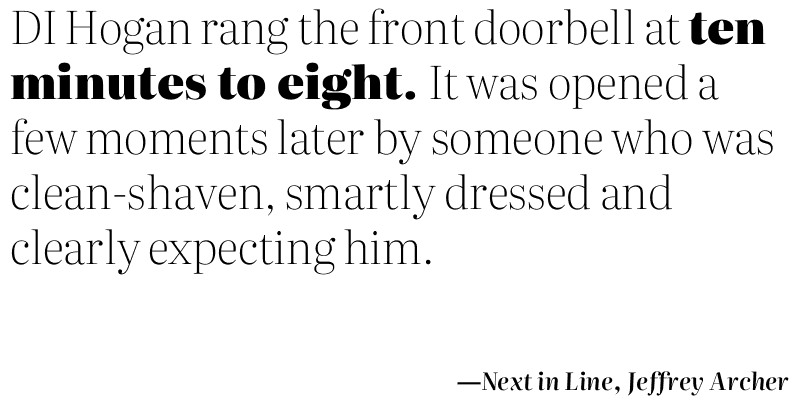 DI Hogan rang the front doorbell at ten
minutes to eight. It was opened a
few moments later by someone who was
clean-shaven, smartly dressed and
clearly expecting him.
—Next in Line, Jeffrey Archer